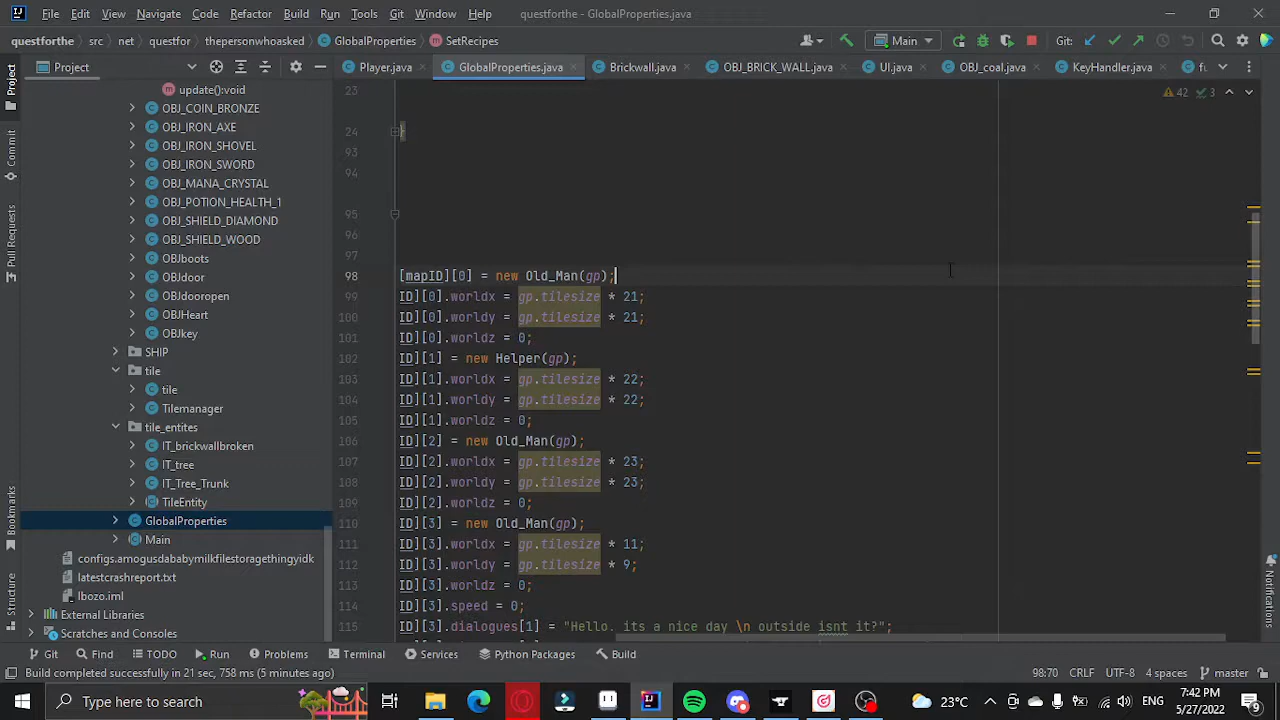 File Edit View Navigate Code Refactor Build Run Tools Git Window Help questforthe - GlobalProperties.java
questforthe src net questfor thepersonwhoasked GlobalProperties SetRecipes Main Git:
Project Player.java GlobalProperties.java Brickwall.java OBJ_BRICK_WALL.java UI.java OBJ_coal.java KeyHandler.java
Project
Commit
Pull Requests
Bookmarks
Structure
Notifications
update():void
OBJ_COIN_BRONZE
OBJ_IRON_AXE
OBJ_IRON_SHOVEL
OBJ_IRON_SWORD
OBJ_MANA_CRYSTAL
OBJ_POTION_HEALTH_1
OBJ_SHIELD_DIAMOND
OBJ_SHIELD_WOOD
OBJboots
OBJdoor
OBJdooropen
OBJHeart
OBJkey
SHIP
tile
tile
Tilemanager
tile_entites
IT_brickwallbroken
IT_tree
IT_Tree_Trunk
TileEntity
GlobalProperties
Main
configs.amogusdababymilkfilestoragethingyidk
latestcrashreport.txt
lbozo.iml
External Libraries
Scratches and Consoles
42 3
23
24 }
93
94
95
96
97
98 [mapID][0] = new Old_Man(gp);
99 ID][0].worldx = gp.tilesize * 21;
100 ID][0].worldy = gp.tilesize * 21;
101 ID][0].worldz = 0;
102 ID][1] = new Helper(gp);
103 ID][1].worldx = gp.tilesize * 22;
104 ID][1].worldy = gp.tilesize * 22;
105 ID][1].worldz = 0;
106 ID][2] = new Old_Man(gp);
107 ID][2].worldx = gp.tilesize * 23;
108 ID][2].worldy = gp.tilesize * 23;
109 ID][2].worldz = 0;
110 ID][3] = new Old_Man(gp);
111 ID][3].worldx = gp.tilesize * 11;
112 ID][3].worldy = gp.tilesize * 9;
113 ID][3].worldz = 0;
114 ID][3].speed = 0;
115 ID][3].dialogues[1] = "Hello. its a nice day \n outside isnt it?";
Git Find TODO Run Problems Terminal Services Python Packages Build
Build completed successfully in 21 sec, 758 ms (5 minutes ago) 98:70 CRLF UTF-8 4 spaces master
Type here to search 23°C ENG 7:42 PM
5/27/2022